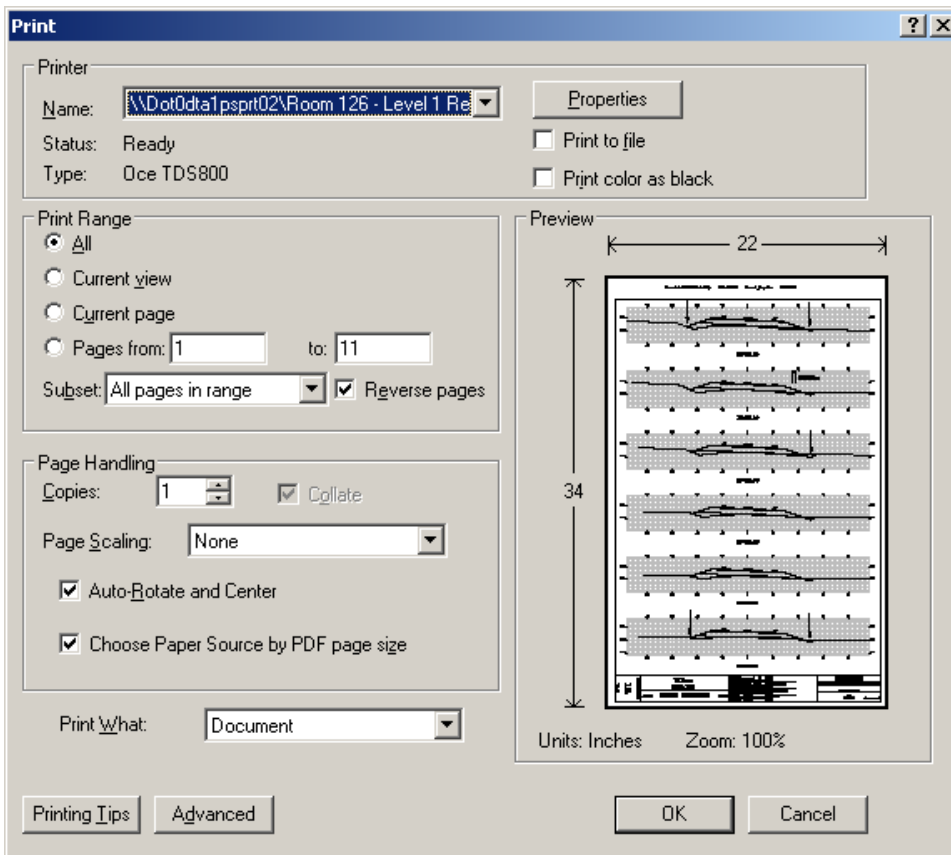 Print
Printer
Name: \\Dot0dta1psprt02\Room 126 - Level 1 Re
Properties
Status: Ready
Print to file
Type: Oce TDS800
Print color as black
Print Range
All
Current view
Current page
Pages from: 1 to: 11
Subset: All pages in range
Reverse pages
Page Handling
Copies: 1
Collate
Page Scaling: None
Auto-Rotate and Center
Choose Paper Source by PDF page size
Print What: Document
Preview
22
34
Units: Inches Zoom: 100%
Printing Tips
Advanced
OK
Cancel